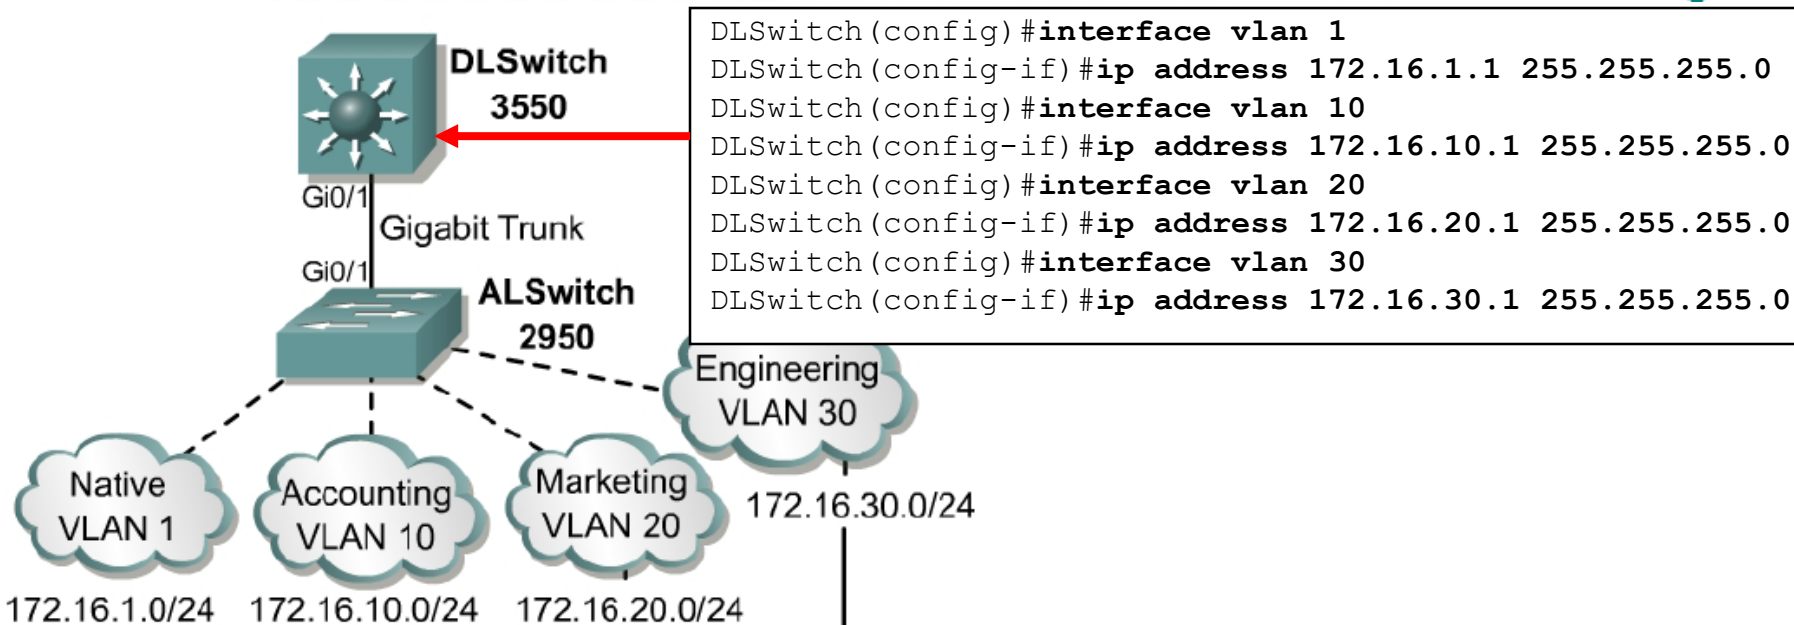 DLSwitch
3550
DLSwitch(config)#interface vlan 1
DLSwitch(config-if)#ip address 172.16.1.1 255.255.255.0
DLSwitch(config)#interface vlan 10
DLSwitch(config-if)#ip address 172.16.10.1 255.255.255.0
DLSwitch(config)#interface vlan 20
DLSwitch(config-if)#ip address 172.16.20.1 255.255.255.0
DLSwitch(config)#interface vlan 30
DLSwitch(config-if)#ip address 172.16.30.1 255.255.255.0
Gi0/1
Gigabit Trunk
Gi0/1
ALSwitch
2950
Engineering
VLAN 30
172.16.30.0/24
Native
VLAN 1
172.16.1.0/24
Accounting
VLAN 10
172.16.10.0/24
Marketing
VLAN 20
172.16.20.0/24